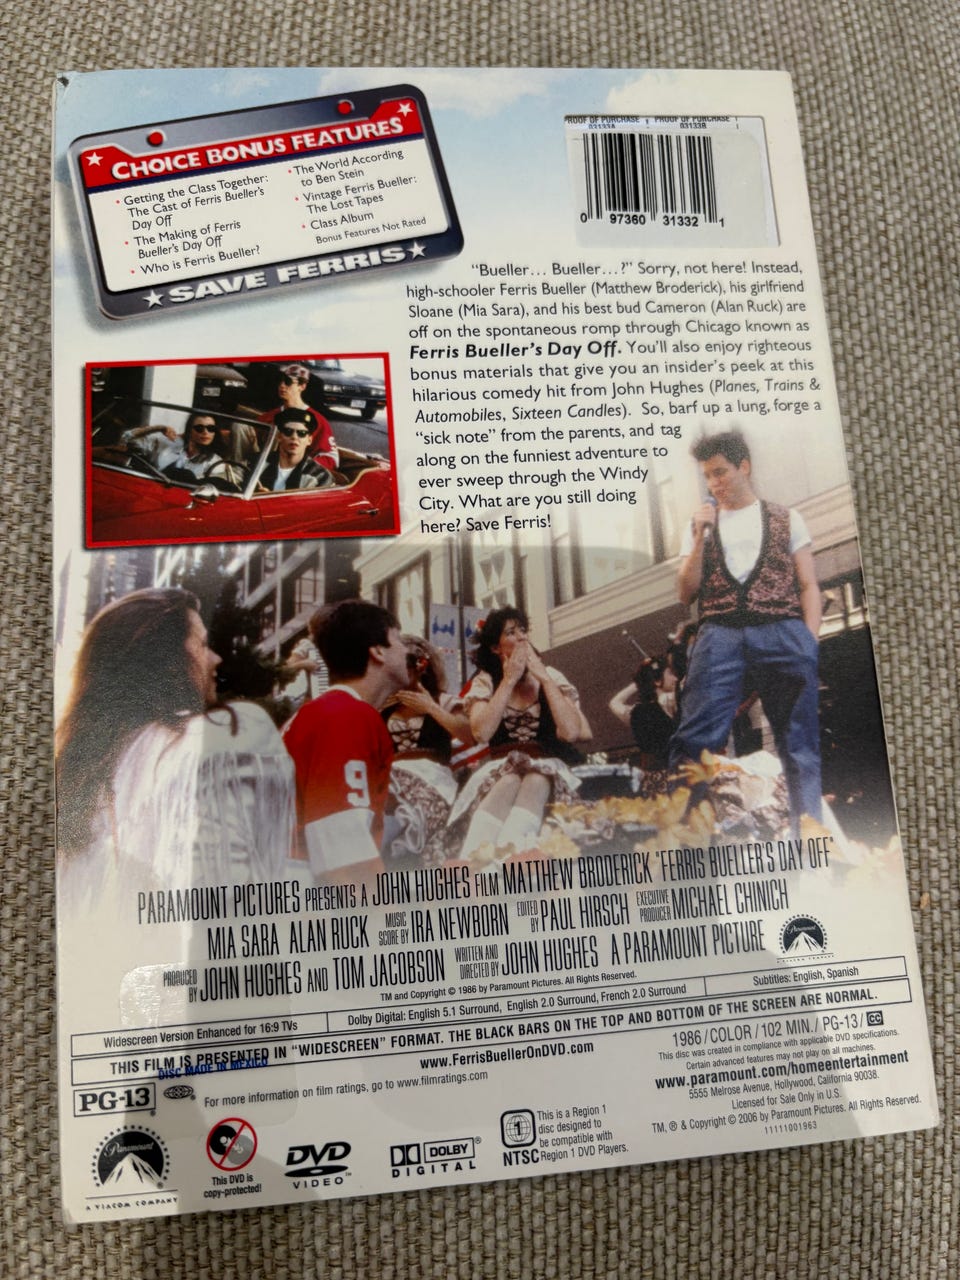 CHOICE BONUS FEATURES
• Getting the Class Together:
The Cast of Ferris Bueller's
Day Off
• The Making of Ferris
Bueller's Day Off
• Who is Ferris Bueller?
• The World According
to Ben Stein
• Vintage Ferris Bueller:
The Lost Tapes
• Class Album
Bonus Features Not Rated
SAVE FERRIS
PROOF OF PURCHASE
031338
0 97360 31332 1
"Bueller... Bueller...?" Sorry, not here! Instead,
high-schooler Ferris Bueller (Matthew Broderick), his girlfriend
Sloane (Mia Sara), and his best bud Cameron (Alan Ruck) are
off on the spontaneous romp through Chicago known as
Ferris Bueller's Day Off. You'll also enjoy righteous
bonus materials that give you an insider's peek at this
hilarious comedy hit from John Hughes (Planes, Trains &
Automobiles, Sixteen Candles). So, barf up a lung, forge a
"sick note" from the parents, and tag
along on the funniest adventure to
ever sweep through the Windy
City. What are you still doing
here? Save Ferris!
9
PARAMOUNT PICTURES PRESENTS A JOHN HUGHES FILM MATTHEW BRODERICK "FERRIS BUELLER'S DAY OFF"
MIA SARA ALAN RUCK MUSIC SCORE BY IRA NEWBORN EDITED BY PAUL HIRSCH EXECUTIVE PRODUCER MICHAEL CHINICH
PRODUCED BY JOHN HUGHES AND TOM JACOBSON WRITTEN AND DIRECTED BY JOHN HUGHES A PARAMOUNT PICTURE
Paramount
TM and Copyright © 1986 by Paramount Pictures. All Rights Reserved.
Widescreen Version Enhanced for 16:9 TVs
Dolby Digital: English 5.1 Surround, English 2.0 Surround, French 2.0 Surround
Subtitles: English, Spanish
THIS FILM IS PRESENTED IN "WIDESCREEN" FORMAT. THE BLACK BARS ON THE TOP AND BOTTOM OF THE SCREEN ARE NORMAL.
DISC MADE IN MEXICO
www.FerrisBuellerOnDVD.com
1986/COLOR/102 MIN./PG-13/CC
PG-13
For more information on film ratings, go to www.filmratings.com
This disc was created in compliance with applicable DVD specifications.
Certain advanced features may not play on all machines.
www.paramount.com/homeentertainment
5555 Melrose Avenue, Hollywood, California 90038.
Licensed for Sale Only in U.S.
TM, ® & Copyright © 2006 by Paramount Pictures. All Rights Reserved.
11111001963
Paramount
A VIACOM COMPANY
This DVD is
copy-protected!
DVD
VIDEO™
DOLBY®
DIGITAL
1
NTSC
This is a Region 1
disc designed to
be compatible with
Region 1 DVD Players.